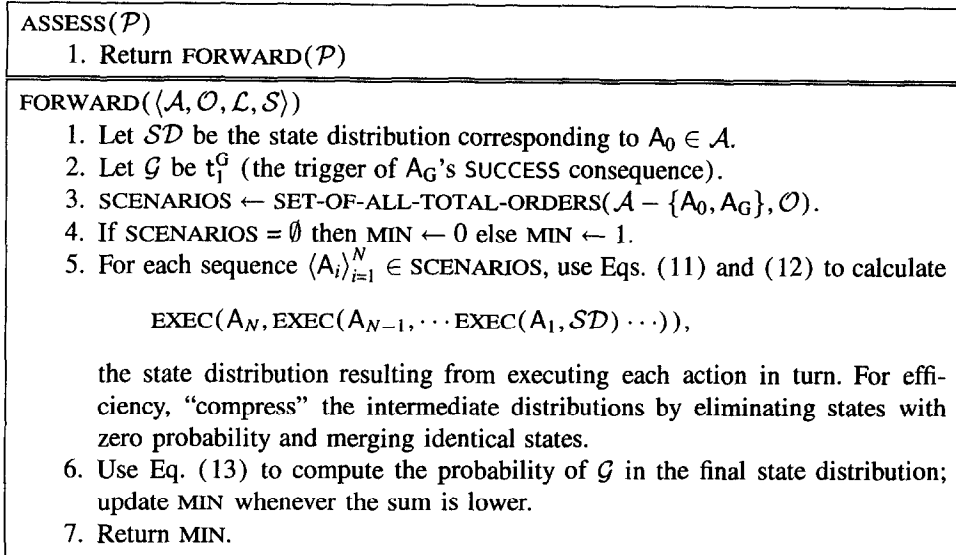 ASSESS(𝒫)
1. Return FORWARD(𝒫)
FORWARD(⟨𝒜, 𝒪, ℒ, 𝒮⟩)
1. Let 𝒮𝒟 be the state distribution corresponding to A₀ ∈ 𝒜.
2. Let 𝒢 be t₁ᴳ (the trigger of A_G's SUCCESS consequence).
3. SCENARIOS ← SET-OF-ALL-TOTAL-ORDERS(𝒜 − {A₀, A_G}, 𝒪).
4. If SCENARIOS = ∅ then MIN ← 0 else MIN ← 1.
5. For each sequence ⟨Aᵢ⟩ᵢ₌₁ᴺ ∈ SCENARIOS, use Eqs. (11) and (12) to calculate
EXEC(A_N, EXEC(A_{N−1}, ⋯ EXEC(A₁, 𝒮𝒟) ⋯)),
the state distribution resulting from executing each action in turn. For effi-
ciency, “compress” the intermediate distributions by eliminating states with
zero probability and merging identical states.
6. Use Eq. (13) to compute the probability of 𝒢 in the final state distribution;
update MIN whenever the sum is lower.
7. Return MIN.